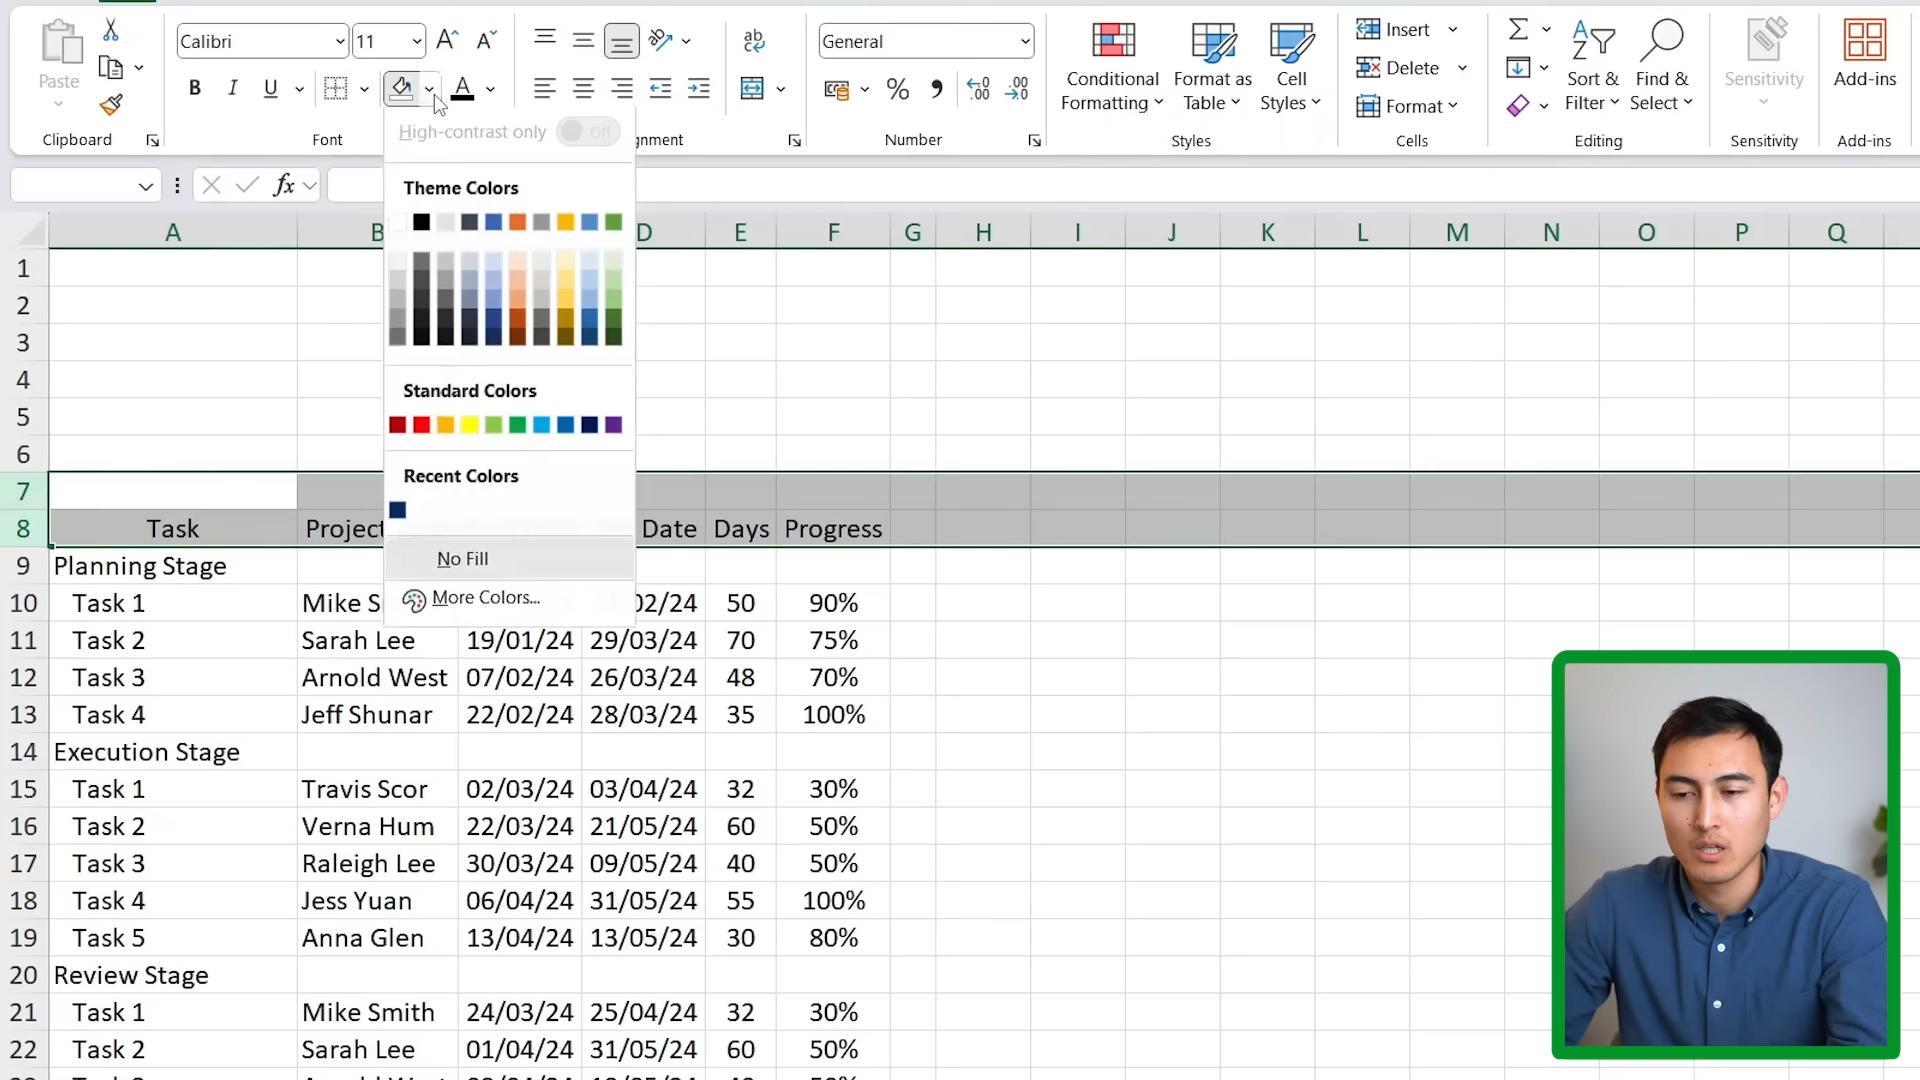 Calibri 11 General
Paste B I U A A A ab % Conditional Formatting Format as Table Cell Styles Insert Delete Format Sort & Filter Find & Select Sensitivity Add-ins
Clipboard Font nment Number Styles Cells Editing Sensitivity Add-ins
High-contrast only Off
fx
Theme Colors
Standard Colors
Recent Colors
No Fill
More Colors...
A B D E F G H I J K L M N O P Q
1
2
3
4
5
6
7
8 Task Project Date Days Progress
9 Planning Stage
10 Task 1 Mike S 02/24 50 90%
11 Task 2 Sarah Lee 19/01/24 29/03/24 70 75%
12 Task 3 Arnold West 07/02/24 26/03/24 48 70%
13 Task 4 Jeff Shunar 22/02/24 28/03/24 35 100%
14 Execution Stage
15 Task 1 Travis Scor 02/03/24 03/04/24 32 30%
16 Task 2 Verna Hum 22/03/24 21/05/24 60 50%
17 Task 3 Raleigh Lee 30/03/24 09/05/24 40 50%
18 Task 4 Jess Yuan 06/04/24 31/05/24 55 100%
19 Task 5 Anna Glen 13/04/24 13/05/24 30 80%
20 Review Stage
21 Task 1 Mike Smith 24/03/24 25/04/24 32 30%
22 Task 2 Sarah Lee 01/04/24 31/05/24 60 50%